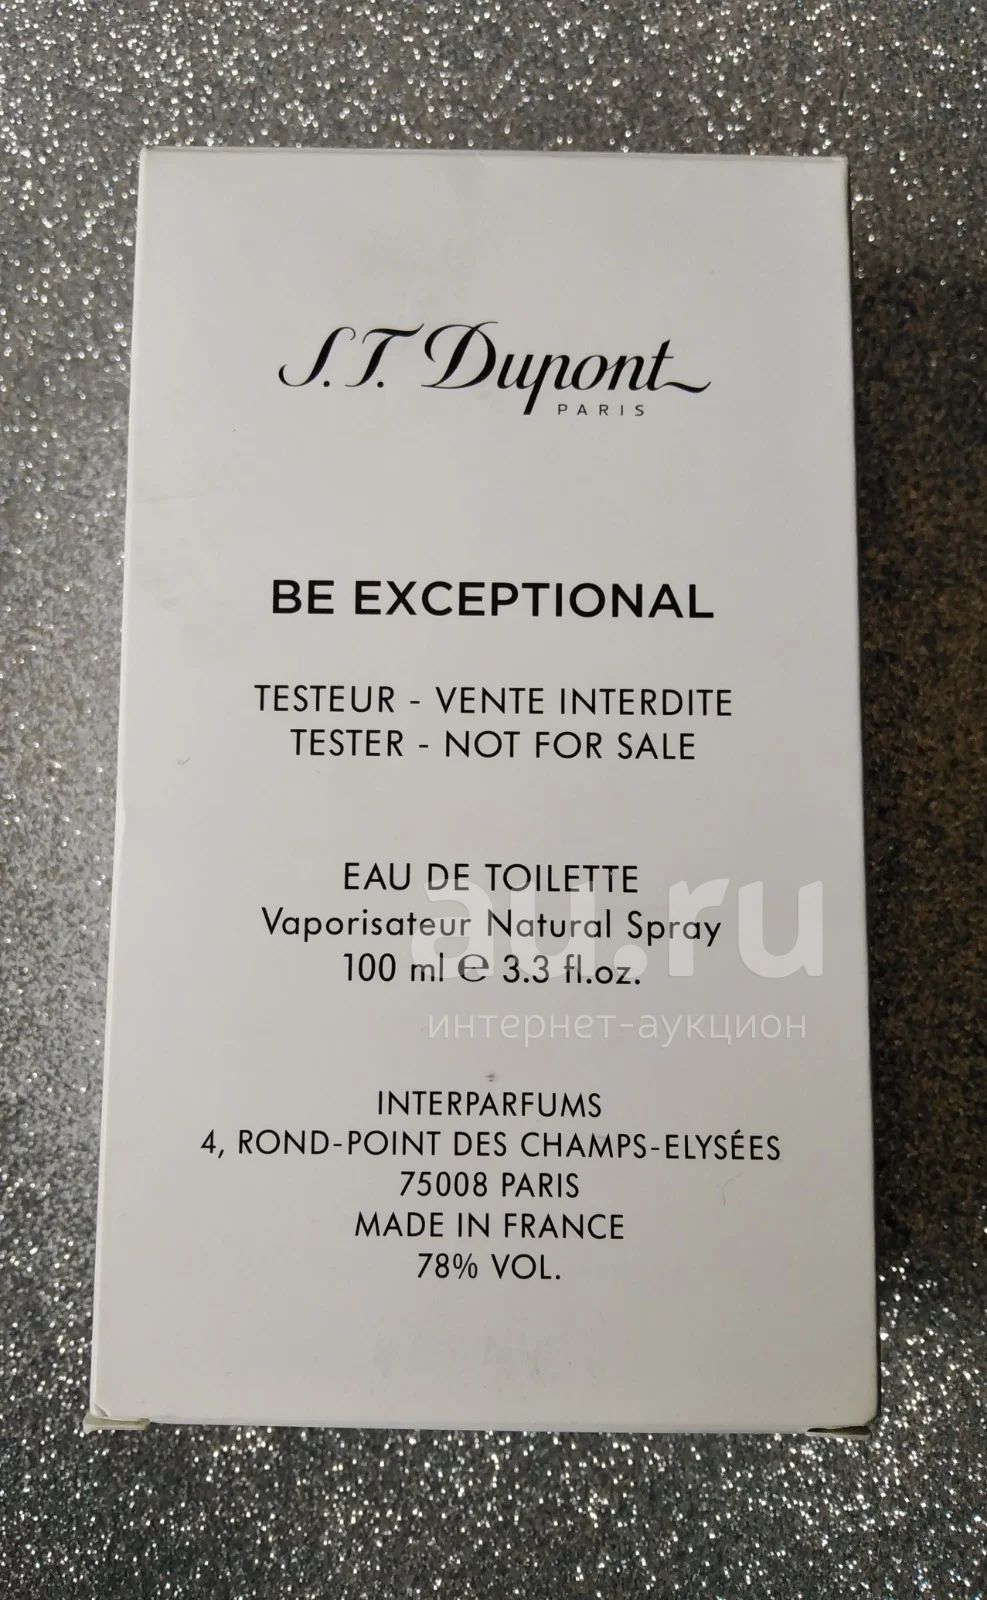 S.T. Dupont
PARIS
BE EXCEPTIONAL
TESTEUR - VENTE INTERDITE
TESTER - NOT FOR SALE
EAU DE TOILETTE
Vaporisateur Natural Spray
100 ml ℮ 3.3 fl.oz.
au.ru
интернет-аукцион
INTERPARFUMS
4, ROND-POINT DES CHAMPS-ELYSÉES
75008 PARIS
MADE IN FRANCE
78% VOL.